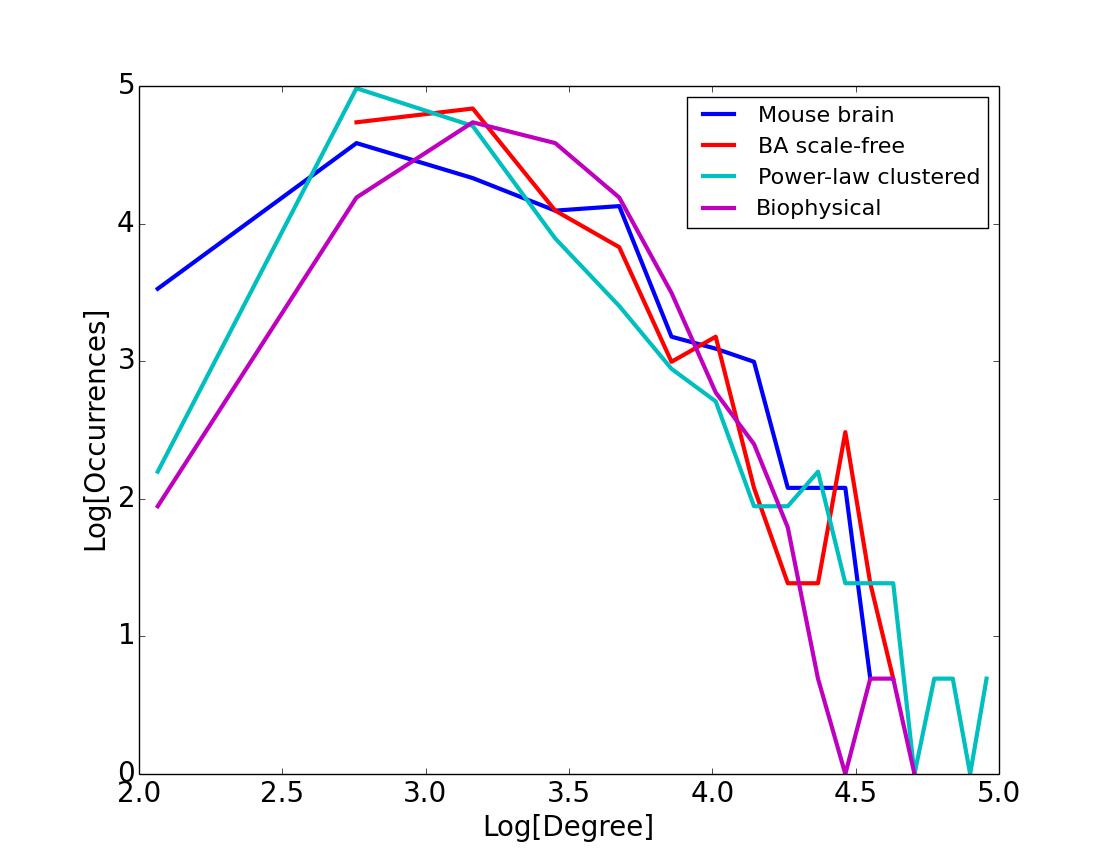 5
4
3
2
1
0
Log[Occurrences]
Mouse brain
BA scale-free
Power-law clustered
Biophysical
2.0 2.5 3.0 3.5 4.0 4.5 5.0
Log[Degree]